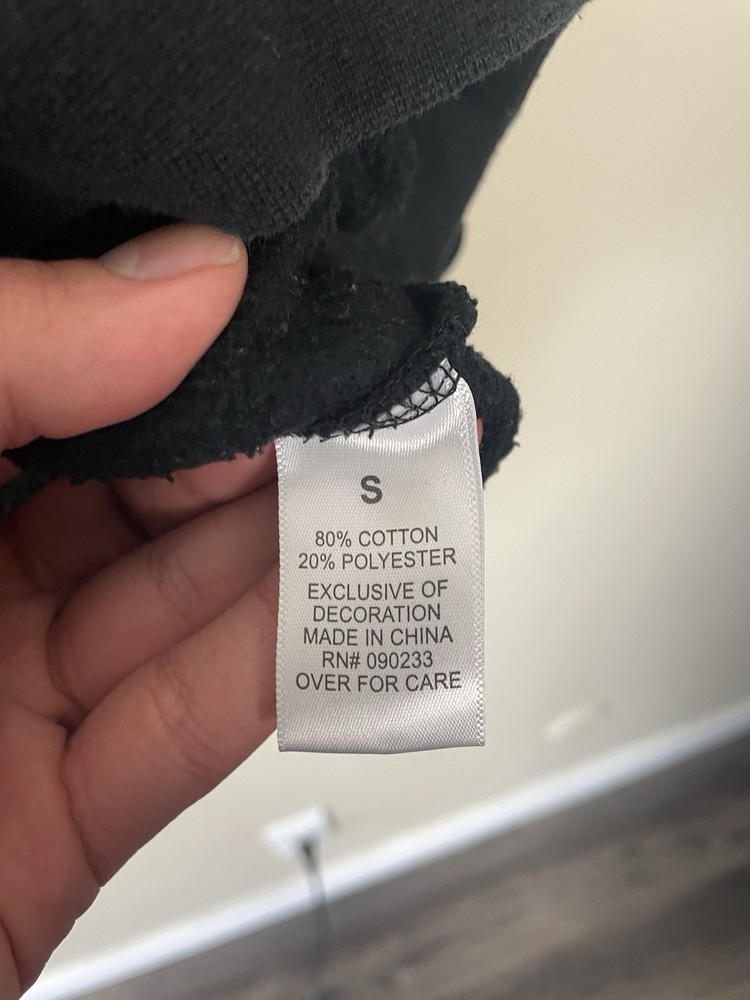 S
80% COTTON
20% POLYESTER
EXCLUSIVE OF
DECORATION
MADE IN CHINA
RN# 090233
OVER FOR CARE